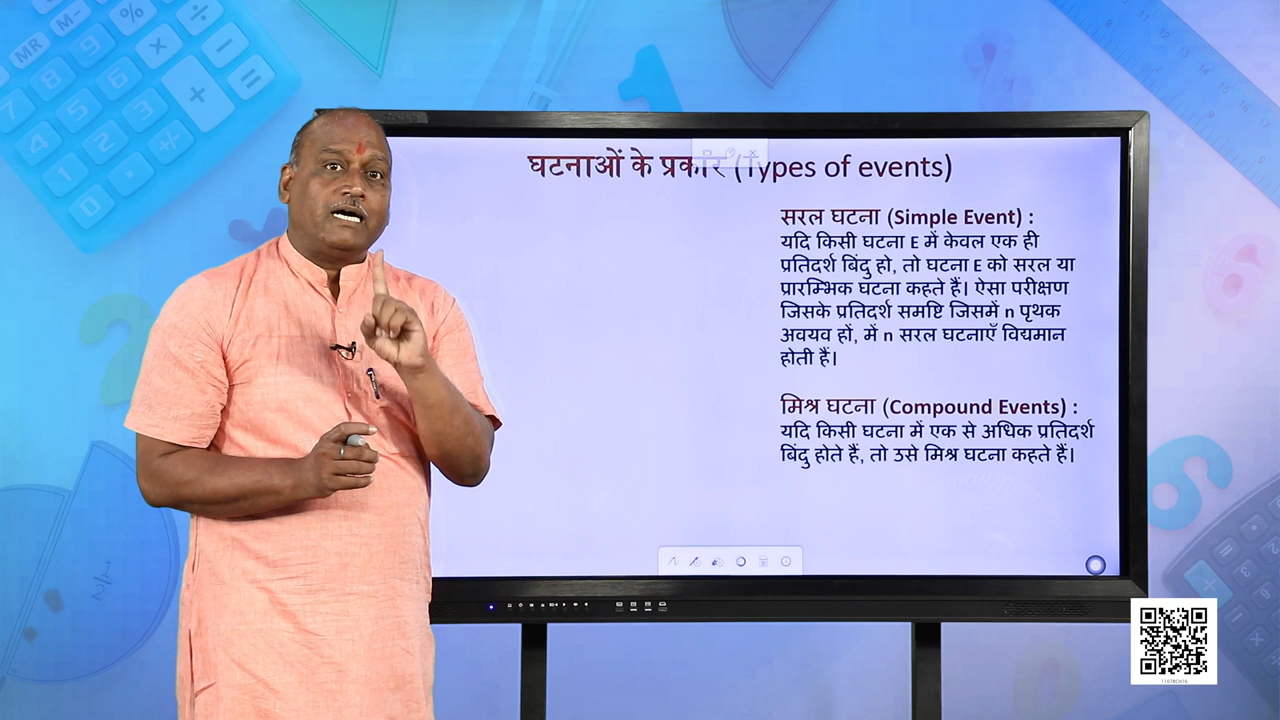 घटनाओं के प्रकार (Types of events)
सरल घटना (Simple Event) :
यदि किसी घटना E में केवल एक ही
प्रतिदर्श बिंदु हो, तो घटना E को सरल या
प्रारम्भिक घटना कहते हैं। ऐसा परीक्षण
जिसके प्रतिदर्श समष्टि जिसमें n पृथक
अवयव हों, में n सरल घटनाएँ विद्यमान
होती हैं।
मिश्र घटना (Compound Events) :
यदि किसी घटना में एक से अधिक प्रतिदर्श
बिंदु होते हैं, तो उसे मिश्र घटना कहते हैं।